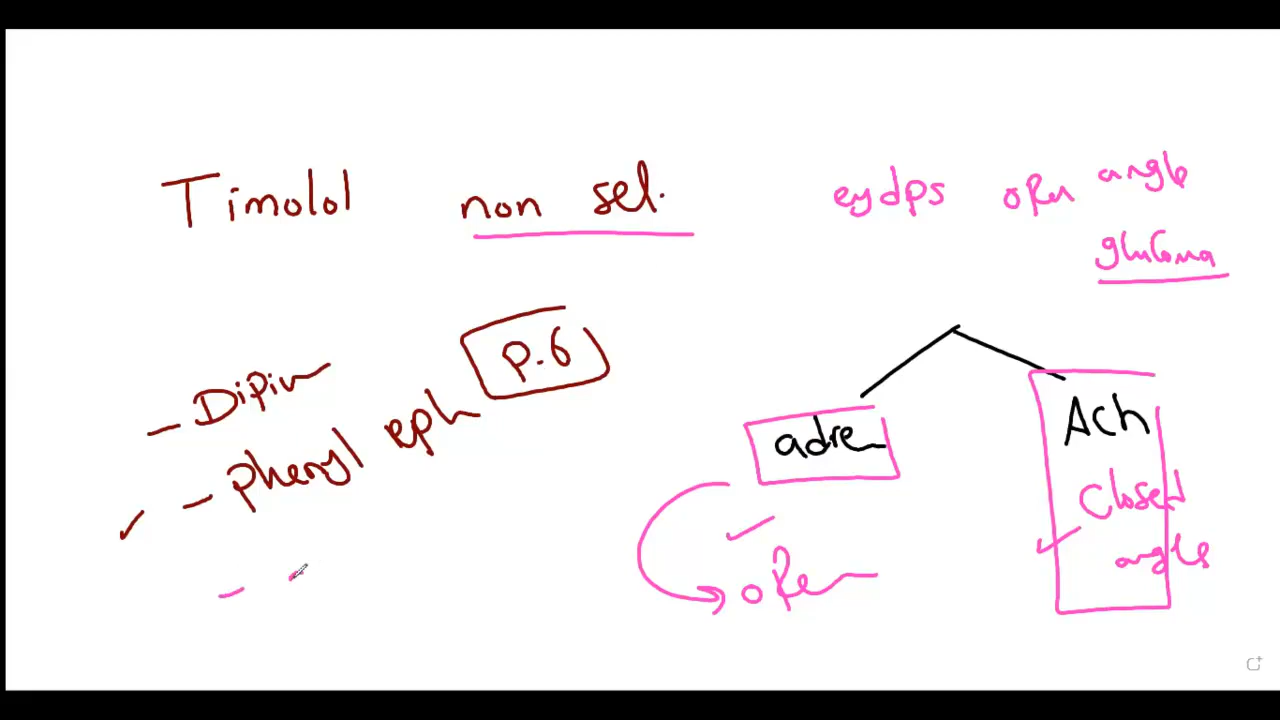 Timolol non sel. eydps open angle
glucoma
P.6
- Dipiv
- phenyl eph
adre
Ach
closed
angle
open